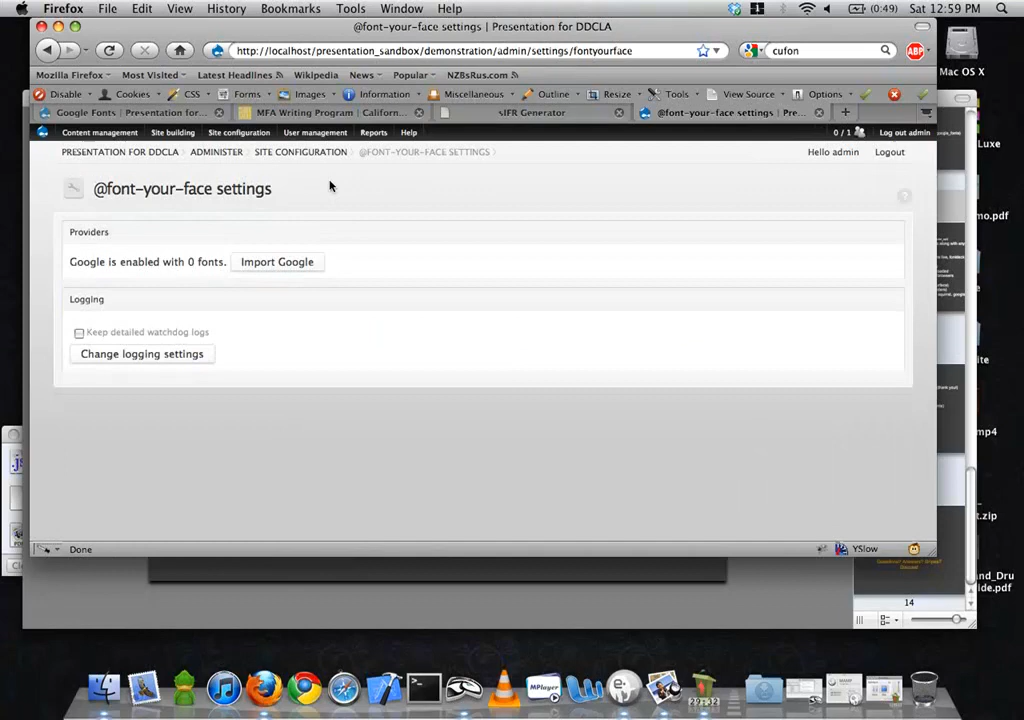 Firefox File Edit View History Bookmarks Tools Window Help (0:49) Sat 12:59 PM
@font-your-face settings | Presentation for DDCLA
http://localhost/presentation_sandbox/demonstration/admin/settings/fontyourface cufon ABP
Mac OS X
Mozilla Firefox Most Visited Latest Headlines Wikipedia News Popular NZBsRus.com
Disable Cookies CSS Forms Images Information Miscellaneous Outline Resize Tools View Source Options
Google Fonts | Presentation for ... MFA Writing Program | Californ... sIFR Generator @font-your-face settings | Pre...
Content management Site building Site configuration User management Reports Help 0 / 1 Log out admin
Luxe
PRESENTATION FOR DDCLA ADMINISTER SITE CONFIGURATION @FONT-YOUR-FACE SETTINGS Hello admin Logout
@font-your-face settings
mo.pdf
Providers
Google is enabled with 0 fonts. Import Google
Logging
Keep detailed watchdog logs
Change logging settings
ite
mp4
.js
x.zip
Done YSlow
and_Dru
ide.pdf
14
MPlayer
29:32